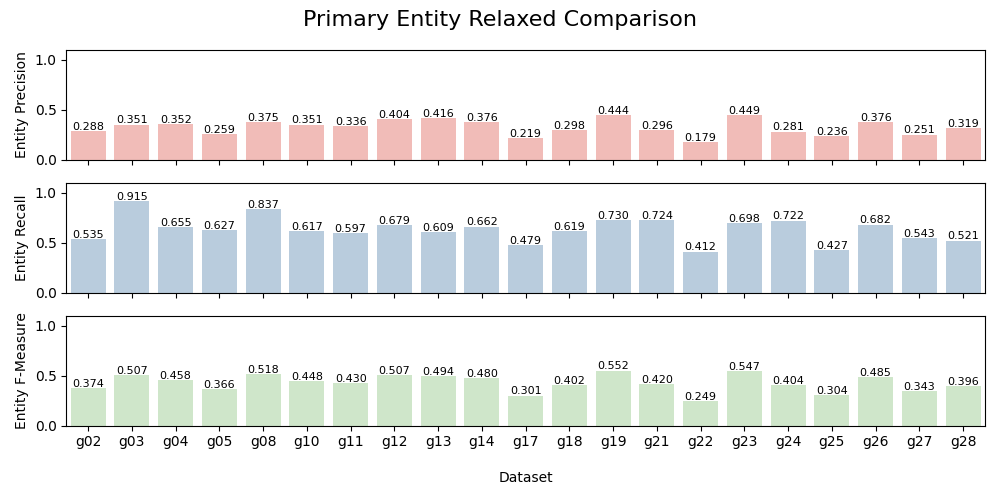 Primary Entity Relaxed Comparison
Entity Precision
1.0
0.5
0.0
0.288 0.351 0.352 0.259 0.375 0.351 0.336 0.404 0.416 0.376 0.219 0.298 0.444 0.296 0.179 0.449 0.281 0.236 0.376 0.251 0.319
Entity Recall
1.0
0.5
0.0
0.535 0.915 0.655 0.627 0.837 0.617 0.597 0.679 0.609 0.662 0.479 0.619 0.730 0.724 0.412 0.698 0.722 0.427 0.682 0.543 0.521
Entity F-Measure
1.0
0.5
0.0
0.374 0.507 0.458 0.366 0.518 0.448 0.430 0.507 0.494 0.480 0.301 0.402 0.552 0.420 0.249 0.547 0.404 0.304 0.485 0.343 0.396
g02 g03 g04 g05 g08 g10 g11 g12 g13 g14 g17 g18 g19 g21 g22 g23 g24 g25 g26 g27 g28
Dataset